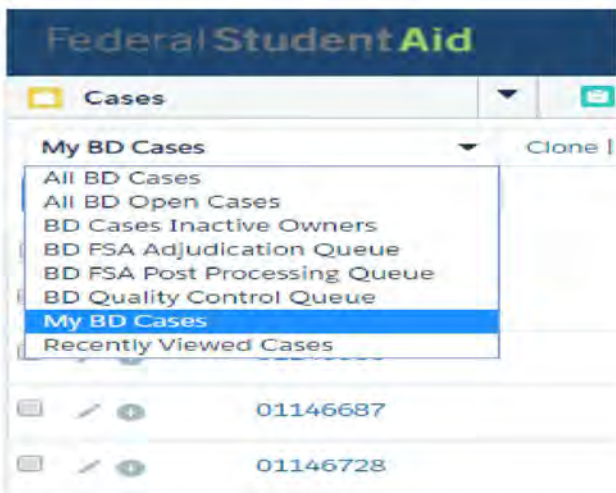 Federal Student Aid
Cases
My BD Cases Clone |
All BD Cases
All BD Open Cases
BD Cases Inactive Owners
BD FSA Adjudication Queue
BD FSA Post Processing Queue
BD Quality Control Queue
My BD Cases
Recently Viewed Cases
01146687
01146728